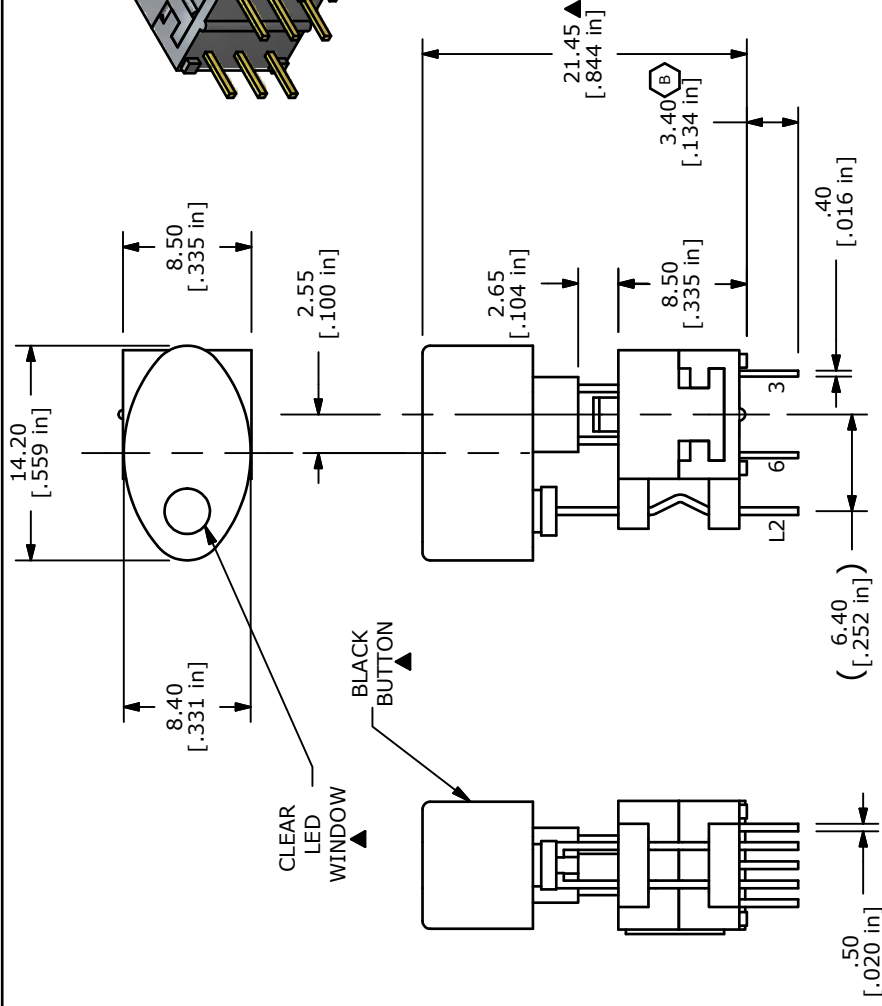 14.20
[.559 in]
8.50
[.335 in]
8.40
[.331 in]
2.55
[.100 in]
CLEAR
LED
WINDOW
▲
BLACK
BUTTON
▲
21.45 ▲
[.844 in]
B
3.40
[.134 in]
2.65
[.104 in]
8.50
[.335 in]
.40
[.016 in]
3
6
L2
( 6.40 )
[.252 in]
.50
[.020 in]